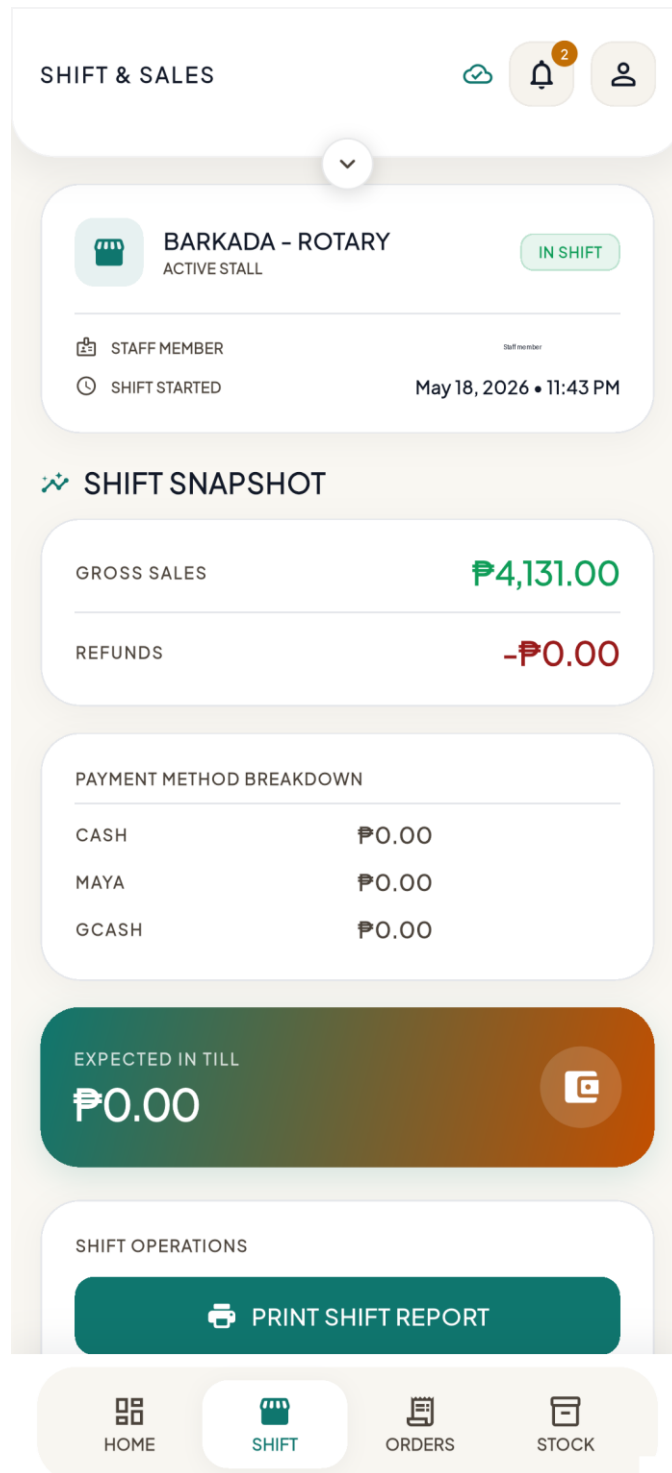 SHIFT & SALES
2
BARKADA - ROTARY
ACTIVE STALL
IN SHIFT
STAFF MEMBER
Staff member
SHIFT STARTED
May 18, 2026 • 11:43 PM
SHIFT SNAPSHOT
GROSS SALES
₱4,131.00
REFUNDS
-₱0.00
PAYMENT METHOD BREAKDOWN
CASH ₱0.00
MAYA ₱0.00
GCASH ₱0.00
EXPECTED IN TILL
₱0.00
SHIFT OPERATIONS
PRINT SHIFT REPORT
HOME SHIFT ORDERS STOCK